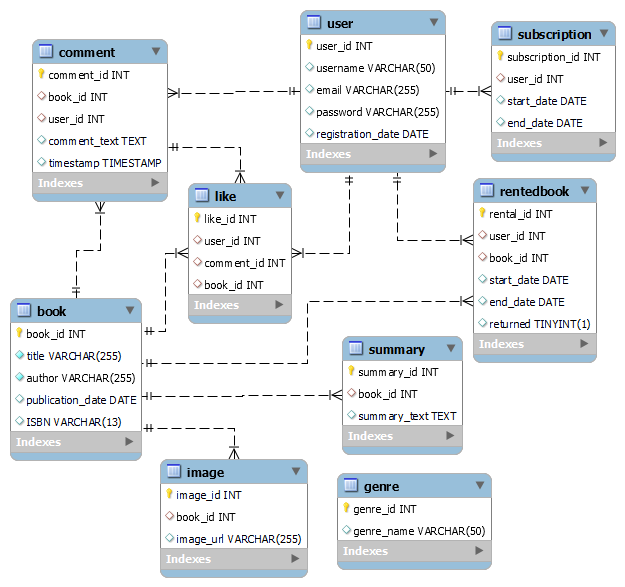 user
user_id INT
username VARCHAR(50)
email VARCHAR(255)
password VARCHAR(255)
registration_date DATE
Indexes
subscription
subscription_id INT
user_id INT
start_date DATE
end_date DATE
Indexes
comment
comment_id INT
book_id INT
user_id INT
comment_text TEXT
timestamp TIMESTAMP
Indexes
like
like_id INT
user_id INT
comment_id INT
book_id INT
Indexes
rentedbook
rental_id INT
user_id INT
book_id INT
start_date DATE
end_date DATE
returned TINYINT(1)
Indexes
book
book_id INT
title VARCHAR(255)
author VARCHAR(255)
publication_date DATE
ISBN VARCHAR(13)
Indexes
summary
summary_id INT
book_id INT
summary_text TEXT
Indexes
image
image_id INT
book_id INT
image_url VARCHAR(255)
Indexes
genre
genre_id INT
genre_name VARCHAR(50)
Indexes